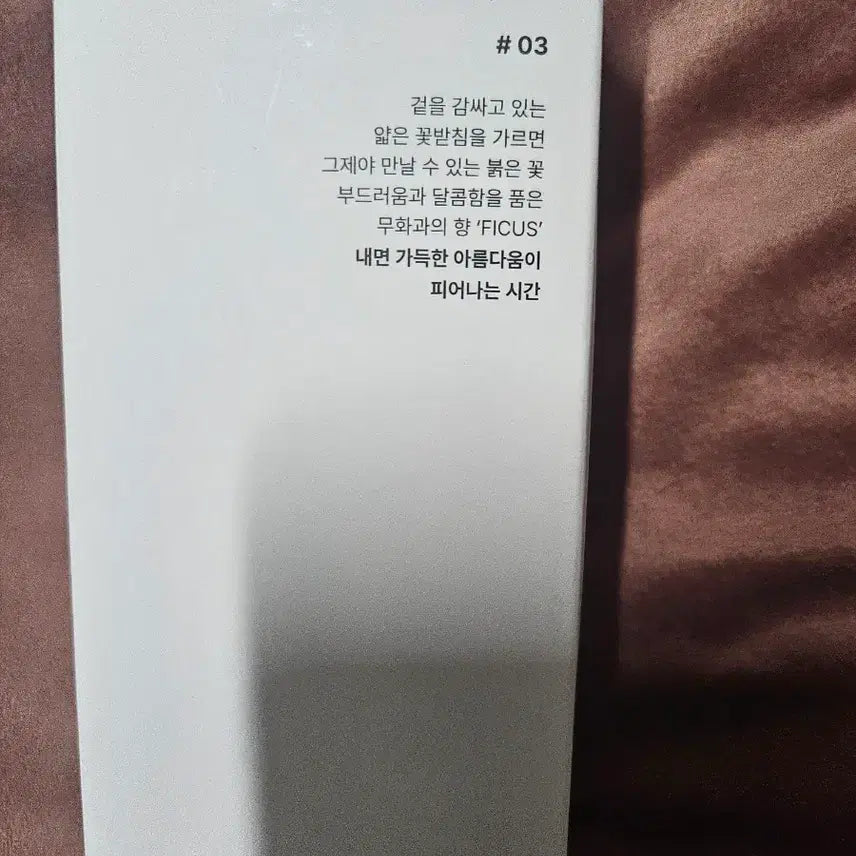 # 03
겉을 감싸고 있는
얇은 꽃받침을 가르면
그제야 만날 수 있는 붉은 꽃
부드러움과 달콤함을 품은
무화과의 향 ‘FICUS’
내면 가득한 아름다움이
피어나는 시간